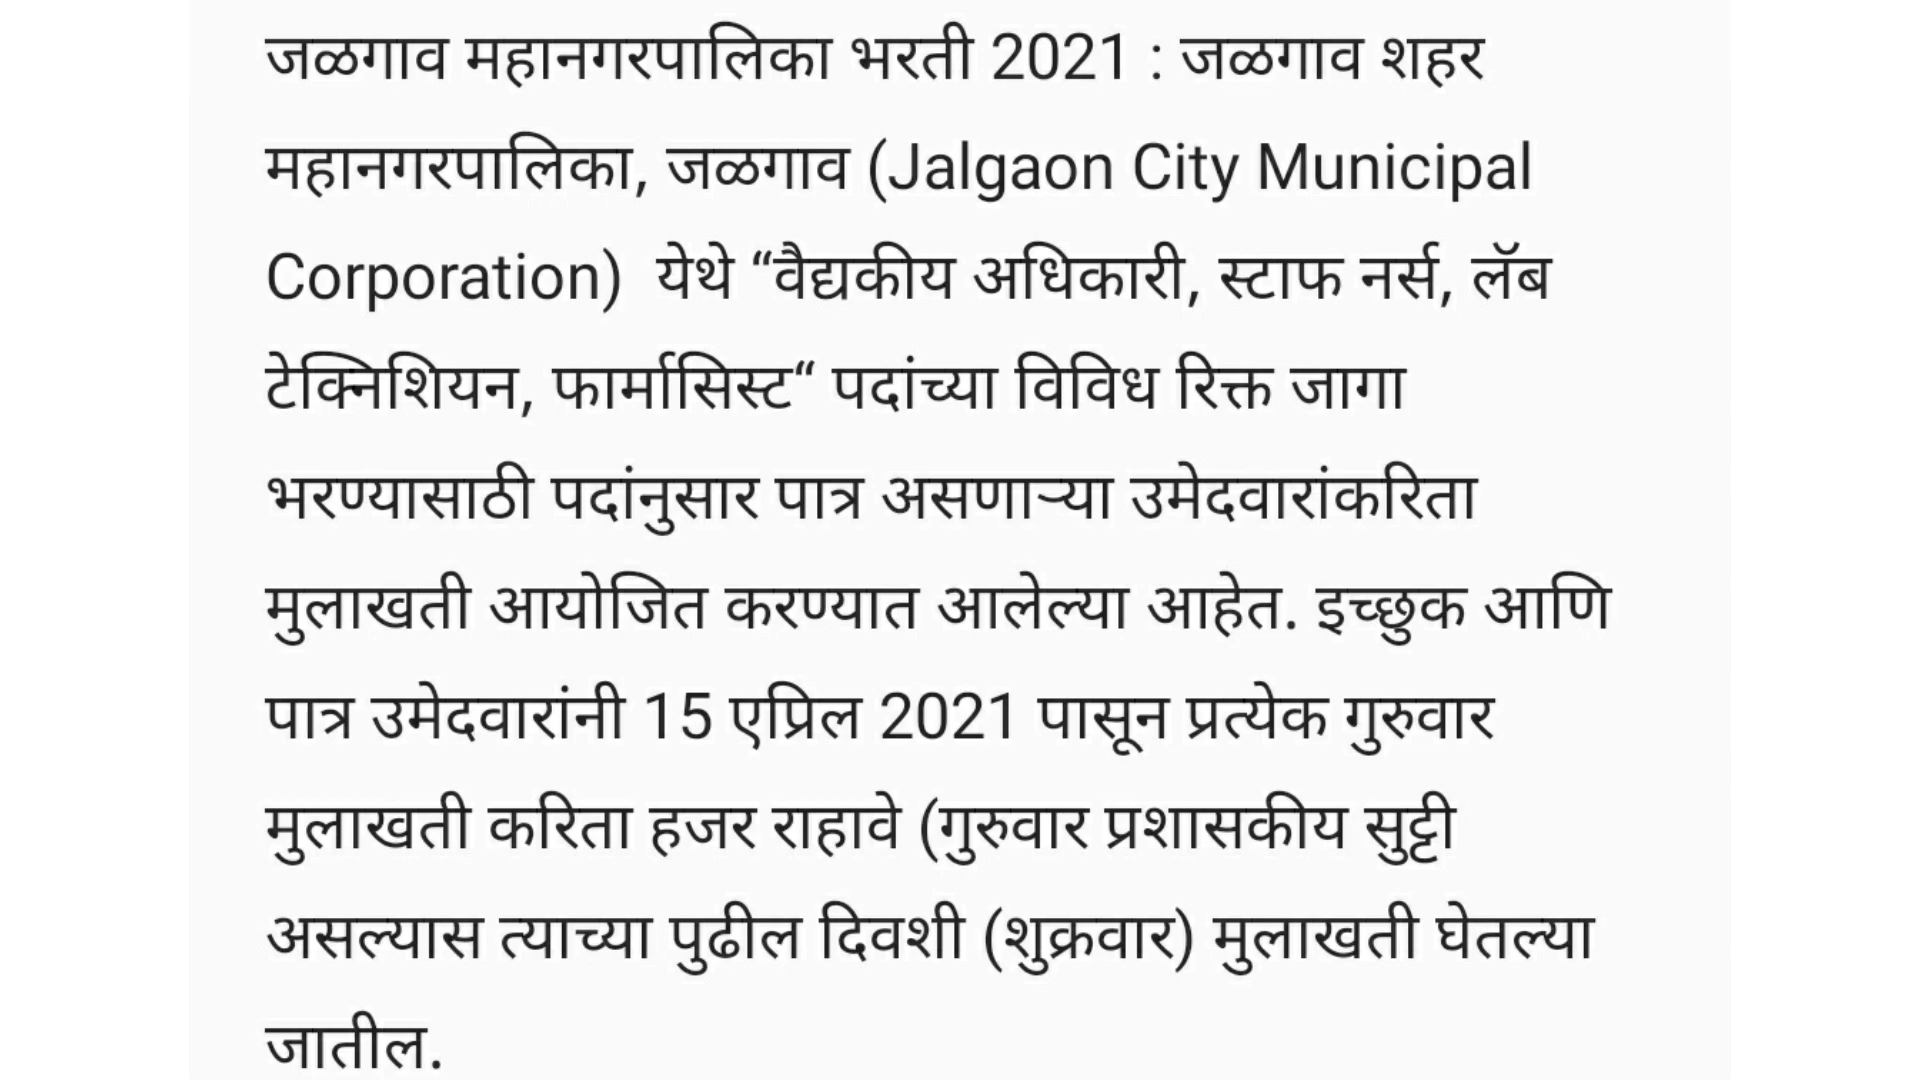 जळगाव महानगरपालिका भरती 2021 : जळगाव शहर
महानगरपालिका, जळगाव (Jalgaon City Municipal
Corporation)  येथे “वैद्यकीय अधिकारी, स्टाफ नर्स, लॅब
टेक्निशियन, फार्मासिस्ट“ पदांच्या विविध रिक्त जागा
भरण्यासाठी पदांनुसार पात्र असणाऱ्या उमेदवारांकरिता
मुलाखती आयोजित करण्यात आलेल्या आहेत. इच्छुक आणि
पात्र उमेदवारांनी 15 एप्रिल 2021 पासून प्रत्येक गुरुवार
मुलाखती करिता हजर राहावे (गुरुवार प्रशासकीय सुट्टी
असल्यास त्याच्या पुढील दिवशी (शुक्रवार) मुलाखती घेतल्या
जातील.